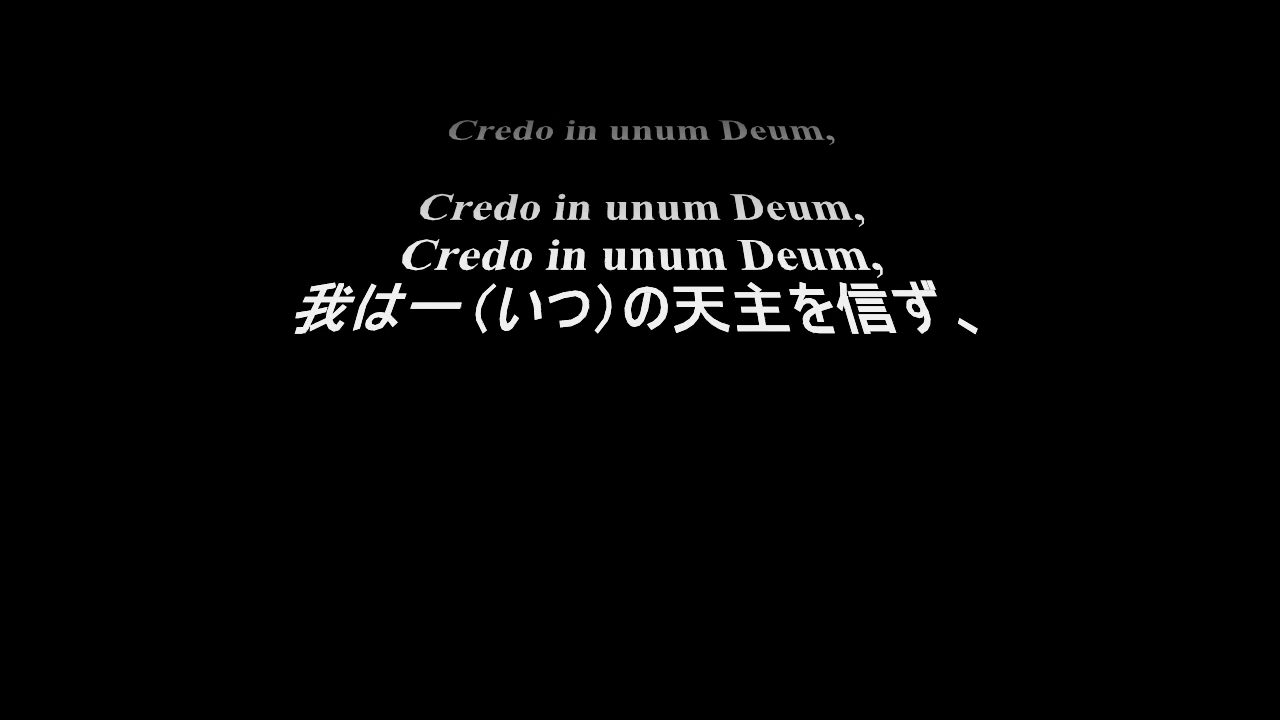 Credo in unum Deum,
Credo in unum Deum,
Credo in unum Deum,
我は一(いつ)の天主を信ず、